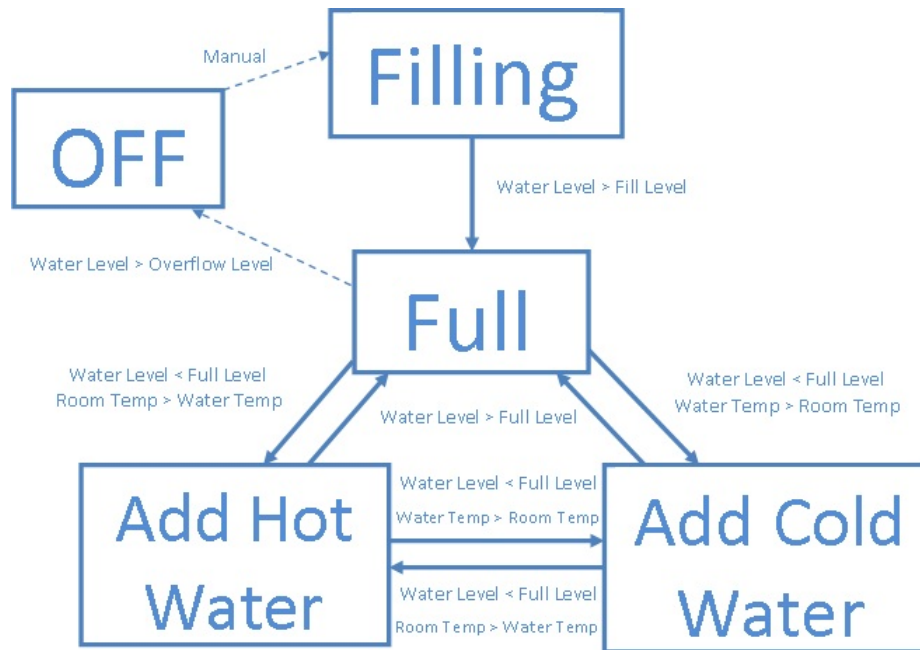 Manual
Filling
OFF
Water Level > Fill Level
Water Level > Overflow Level
Full
Water Level < Full Level
Room Temp > Water Temp
Water Level > Full Level
Water Level < Full Level
Water Temp > Room Temp
Add Hot
Water
Water Level < Full Level
Water Temp > Room Temp
Water Level < Full Level
Room Temp > Water Temp
Add Cold
Water